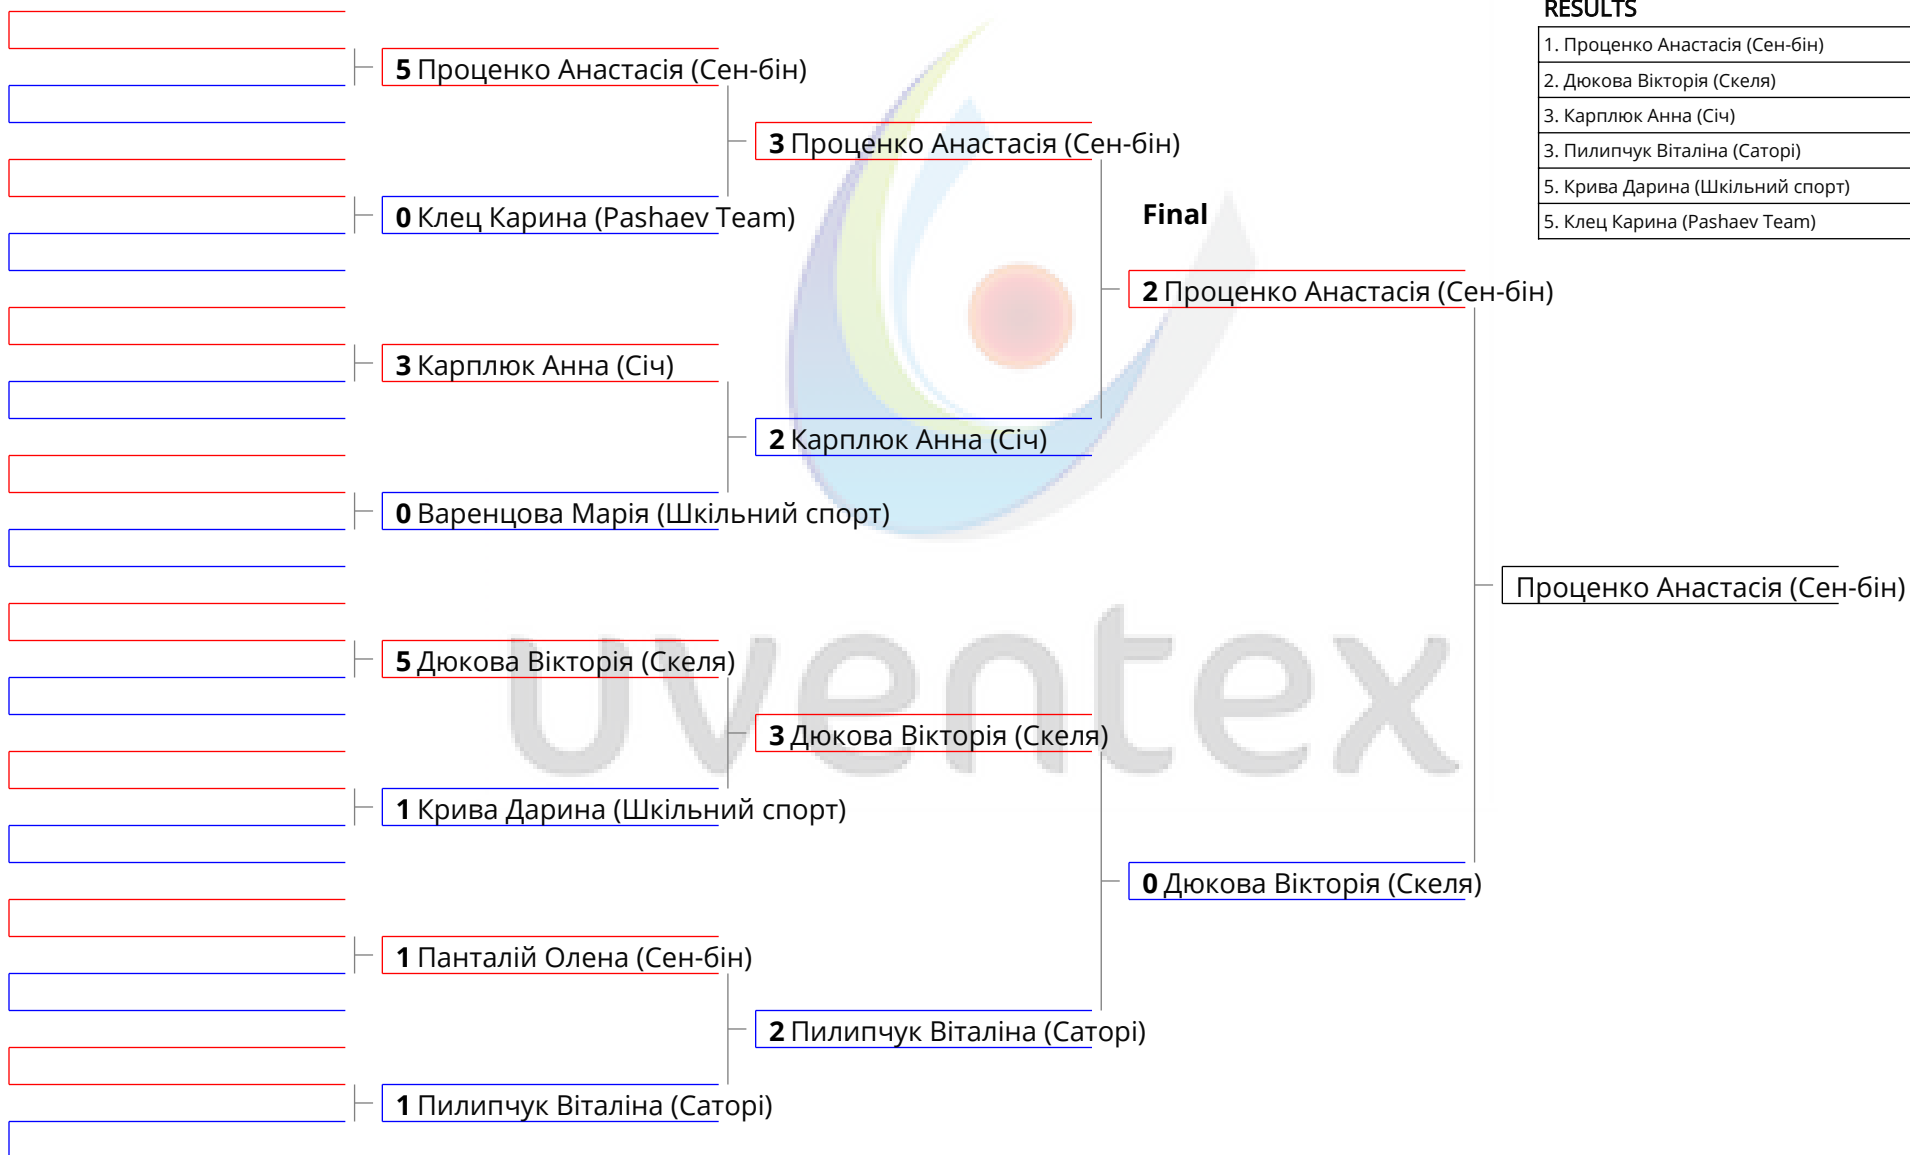 RESULTS
1. Проценко Анастасія (Сен-бін)
2. Дюкова Вікторія (Скеля)
3. Карплюк Анна (Січ)
3. Пилипчук Віталіна (Саторі)
5. Крива Дарина (Шкільний спорт)
5. Клец Карина (Pashaev Team)
5 Проценко Анастасія (Сен-бін)
0 Клец Карина (Pashaev Team)
3 Карплюк Анна (Січ)
0 Варенцова Марія (Шкільний спорт)
5 Дюкова Вікторія (Скеля)
1 Крива Дарина (Шкільний спорт)
1 Панталій Олена (Сен-бін)
1 Пилипчук Віталіна (Саторі)
3 Проценко Анастасія (Сен-бін)
2 Карплюк Анна (Січ)
3 Дюкова Вікторія (Скеля)
2 Пилипчук Віталіна (Саторі)
Final
2 Проценко Анастасія (Сен-бін)
0 Дюкова Вікторія (Скеля)
Проценко Анастасія (Сен-бін)
uventex